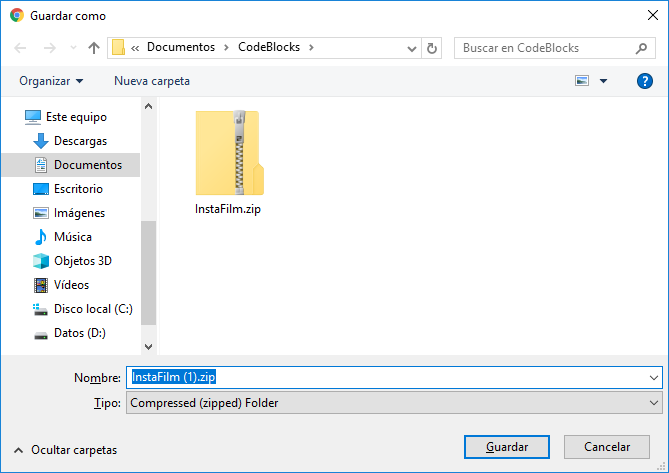 Guardar como
« Documentos > CodeBlocks >
Buscar en CodeBlocks
Organizar
Nueva carpeta
?
Este equipo
Descargas
Documentos
Escritorio
Imágenes
Música
Objetos 3D
Vídeos
Disco local (C:)
Datos (D:)
InstaFilm.zip
Nombre: InstaFilm (1).zip
Tipo: Compressed (zipped) Folder
Ocultar carpetas
Guardar
Cancelar